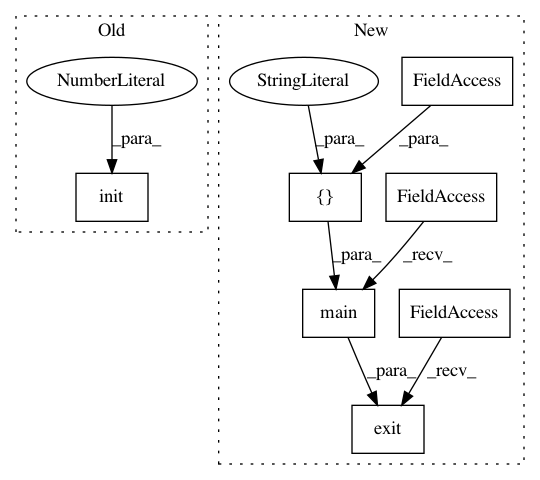 Old
New
NumberLiteral
StringLiteral
FieldAccess
_para_
_para_
_para_
init
{}
FieldAccess
_para_
_recv_
main
FieldAccess
_para_
_recv_
exit